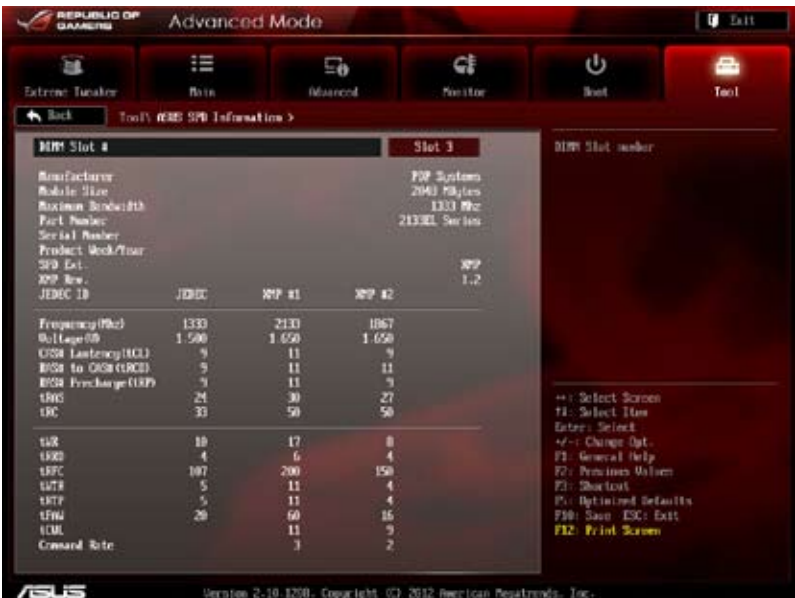 REPUBLIC OF GAMERS
Advanced Mode
Exit
Extreme Tweaker
Main
Advanced
Monitor
Boot
Tool
Back
Tool\ ASUS SPD Information >
DIMM Slot # Slot 3
DIMM Slot number
Manufacturer PDP Systems
Module Size 2048 MBytes
Maximum Bandwidth 1333 Mhz
Part Number 2133EL Series
Serial Number
Product Week/Year
SPD Ext. XMP
XMP Rev. 1.2
JEDEC ID JEDEC XMP #1 XMP #2
Frequency(Mhz) 1333 2133 1867
Voltage(V) 1.500 1.650 1.650
CAS# Lantency(tCL) 9 11 9
RAS# to CAS#(tRCD) 9 11 11
RAS# Precharge(tRP) 9 11 9
tRAS 24 30 27
tRC 33 50 50
tWR 10 17 8
tRRD 4 6 4
tRFC 107 200 150
tWTR 5 11 4
tRTP 5 11 4
tFAW 20 60 16
tCWL 11 9
Command Rate 3 2
↔: Select Screen
↑↓: Select Item
Enter: Select
+/-: Change Opt.
F1: General Help
F2: Previous Values
F3: Shortcut
F5: Optimized Defaults
F10: Save ESC: Exit
F12: Print Screen
ASUS
Version 2.10.1208. Copyright (C) 2012 American Megatrends, Inc.